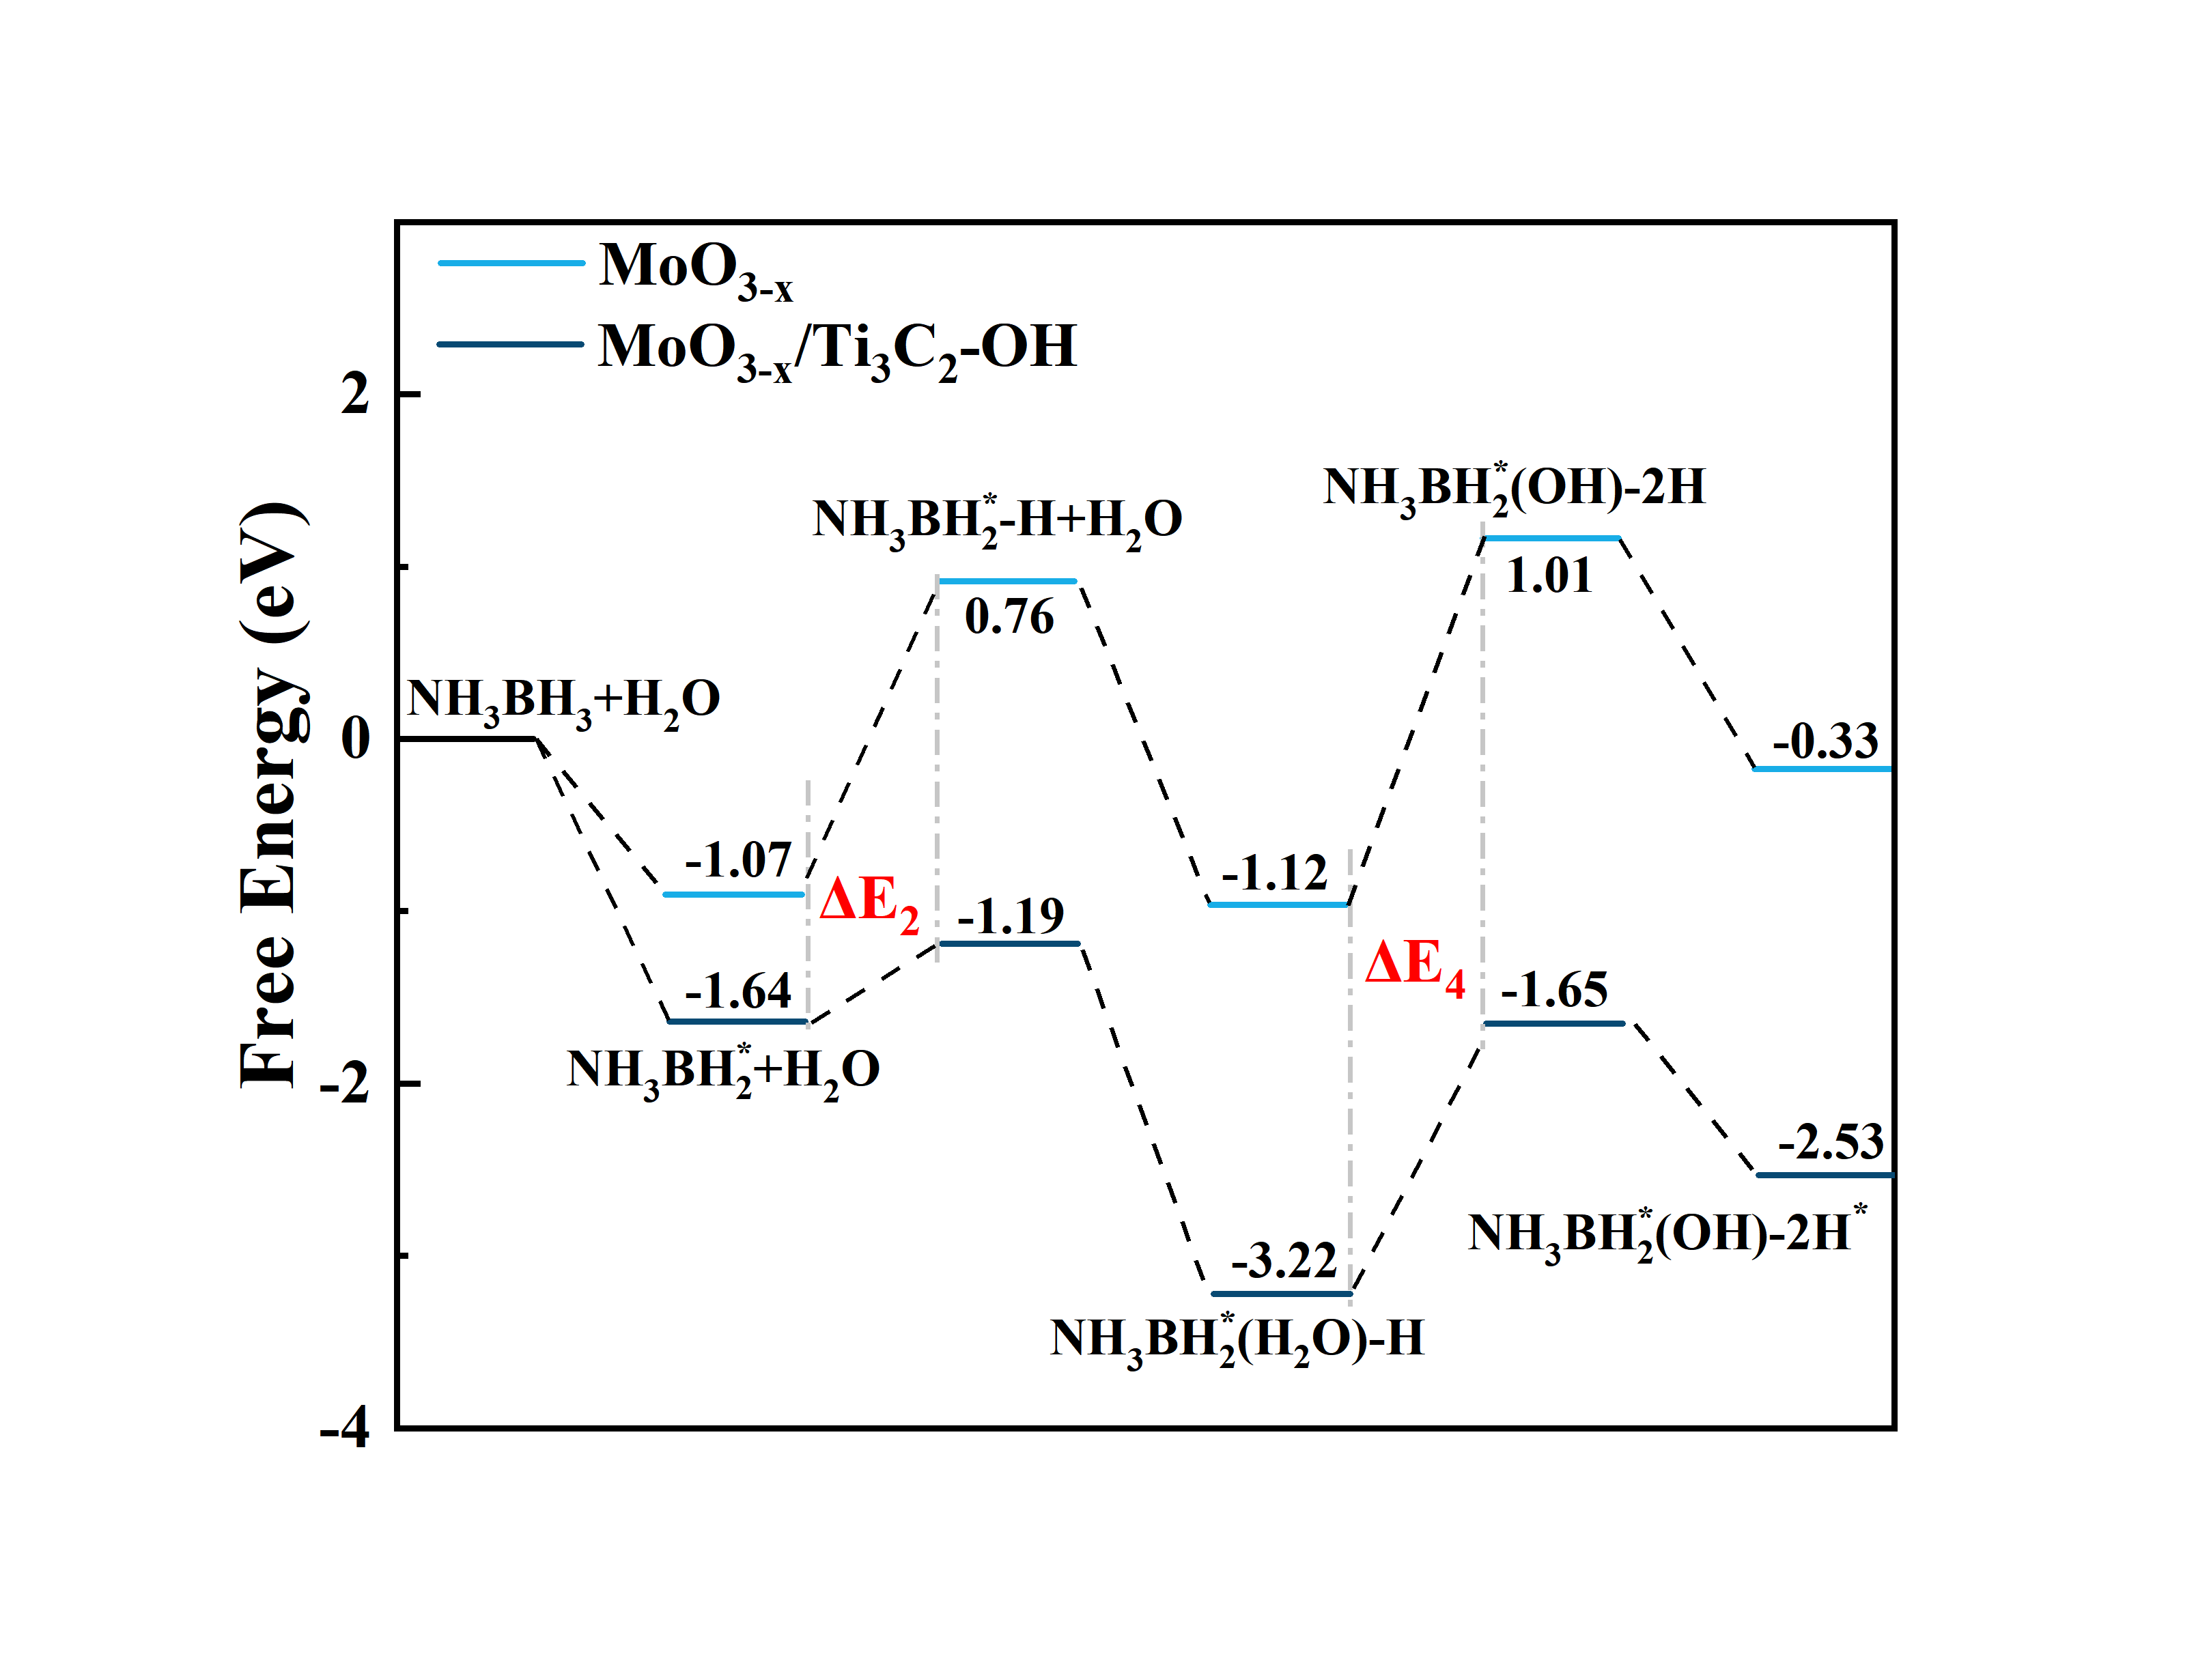 MoO₃₋ₓ
MoO₃₋ₓ/Ti₃C₂-OH
Free Energy (eV)
2
0
-2
-4
NH₃BH₃+H₂O
-1.07
-1.64
NH₃BH₂*+H₂O
ΔE₂
NH₃BH₂*-H+H₂O
0.76
-1.19
-1.12
-3.22
NH₃BH₂*(H₂O)-H
ΔE₄
NH₃BH₂*(OH)-2H
1.01
-1.65
-0.33
-2.53
NH₃BH₂*(OH)-2H*